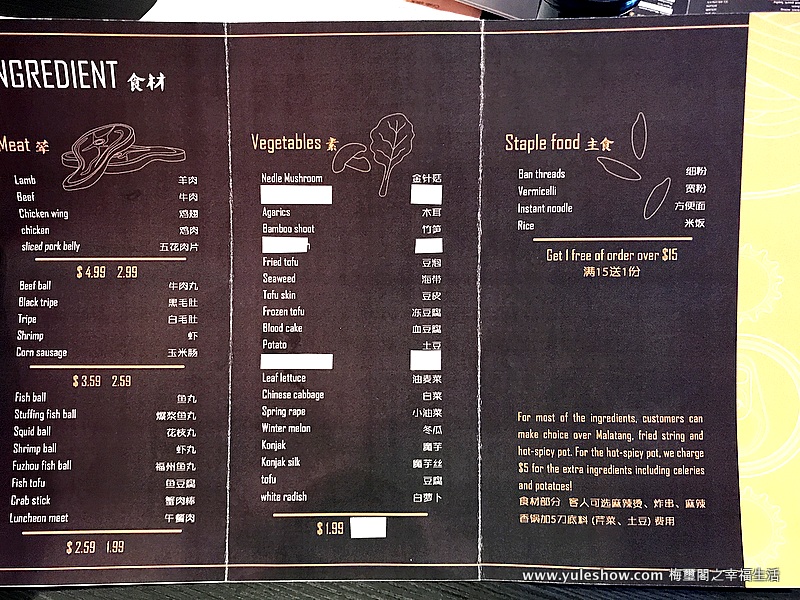 NGREDIENT 食材
Meat 荤
Lamb 羊肉
Beef 牛肉
Chicken wing 鸡翅
chicken 鸡肉
sliced pork belly 五花肉片
$ 4.99 2.99
Beef ball 牛肉丸
Black tripe 黑毛肚
Tripe 白毛肚
Shrimp 虾
Corn sausage 玉米肠
$ 3.59 2.59
Fish ball 鱼丸
Stuffing fish ball 爆浆鱼丸
Squid ball 花枝丸
Shrimp ball 虾丸
Fuzhou fish ball 福州鱼丸
Fish tofu 鱼豆腐
Crab stick 蟹肉棒
Luncheon meet 午餐肉
$ 2.59 1.99
Vegetables 素
Nedle Mushroom 金针菇
Agarics 木耳
Bamboo shoot 竹笋
Fried tofu 豆泡
Seaweed 海带
Tofu skin 豆皮
Frozen tofu 冻豆腐
Blood cake 血豆腐
Potato 土豆
Leaf lettuce 油麦菜
Chinese cabbage 白菜
Spring rape 小油菜
Winter melon 冬瓜
Konjak 魔芋
Konjak silk 魔芋丝
tofu 豆腐
white radish 白萝卜
$ 1.99
Staple food 主食
Ban threads 细粉
Vermicelli 宽粉
Instant noodle 方便面
Rice 米饭
Get 1 free of order over $15
满15送1份
For most of the ingredients, customers can
make choice over Malatang, fried string and
hot-spicy pot. For the hot-spicy pot, we charge
$5 for the extra ingredients including celeries
and potatoes!
食材部分 客人可选麻辣烫、炸串、麻辣
香锅加5刀底料 (芹菜、土豆) 费用
www.yuleshow.com 梅璽閣之幸福生活